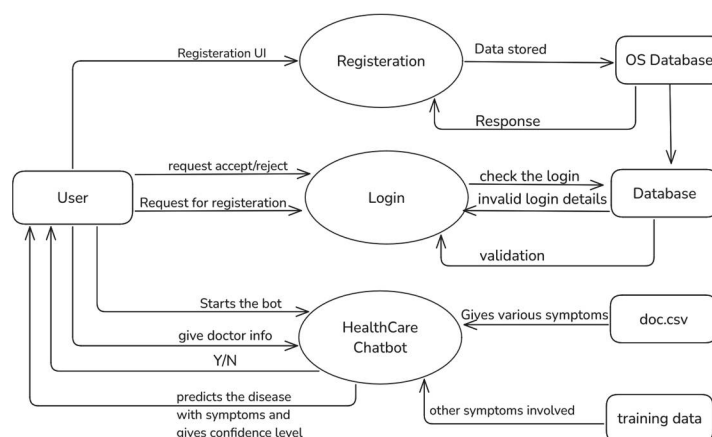 Registeration UI
Registeration
Data stored
OS Database
Response
request accept/reject
Request for registeration
User
Login
check the login
invalid login details
Database
validation
Starts the bot
give doctor info
Y/N
HealthCare
Chatbot
Gives various symptoms
doc.csv
predicts the disease
with symptoms and
gives confidence level
other symptoms involved
training data